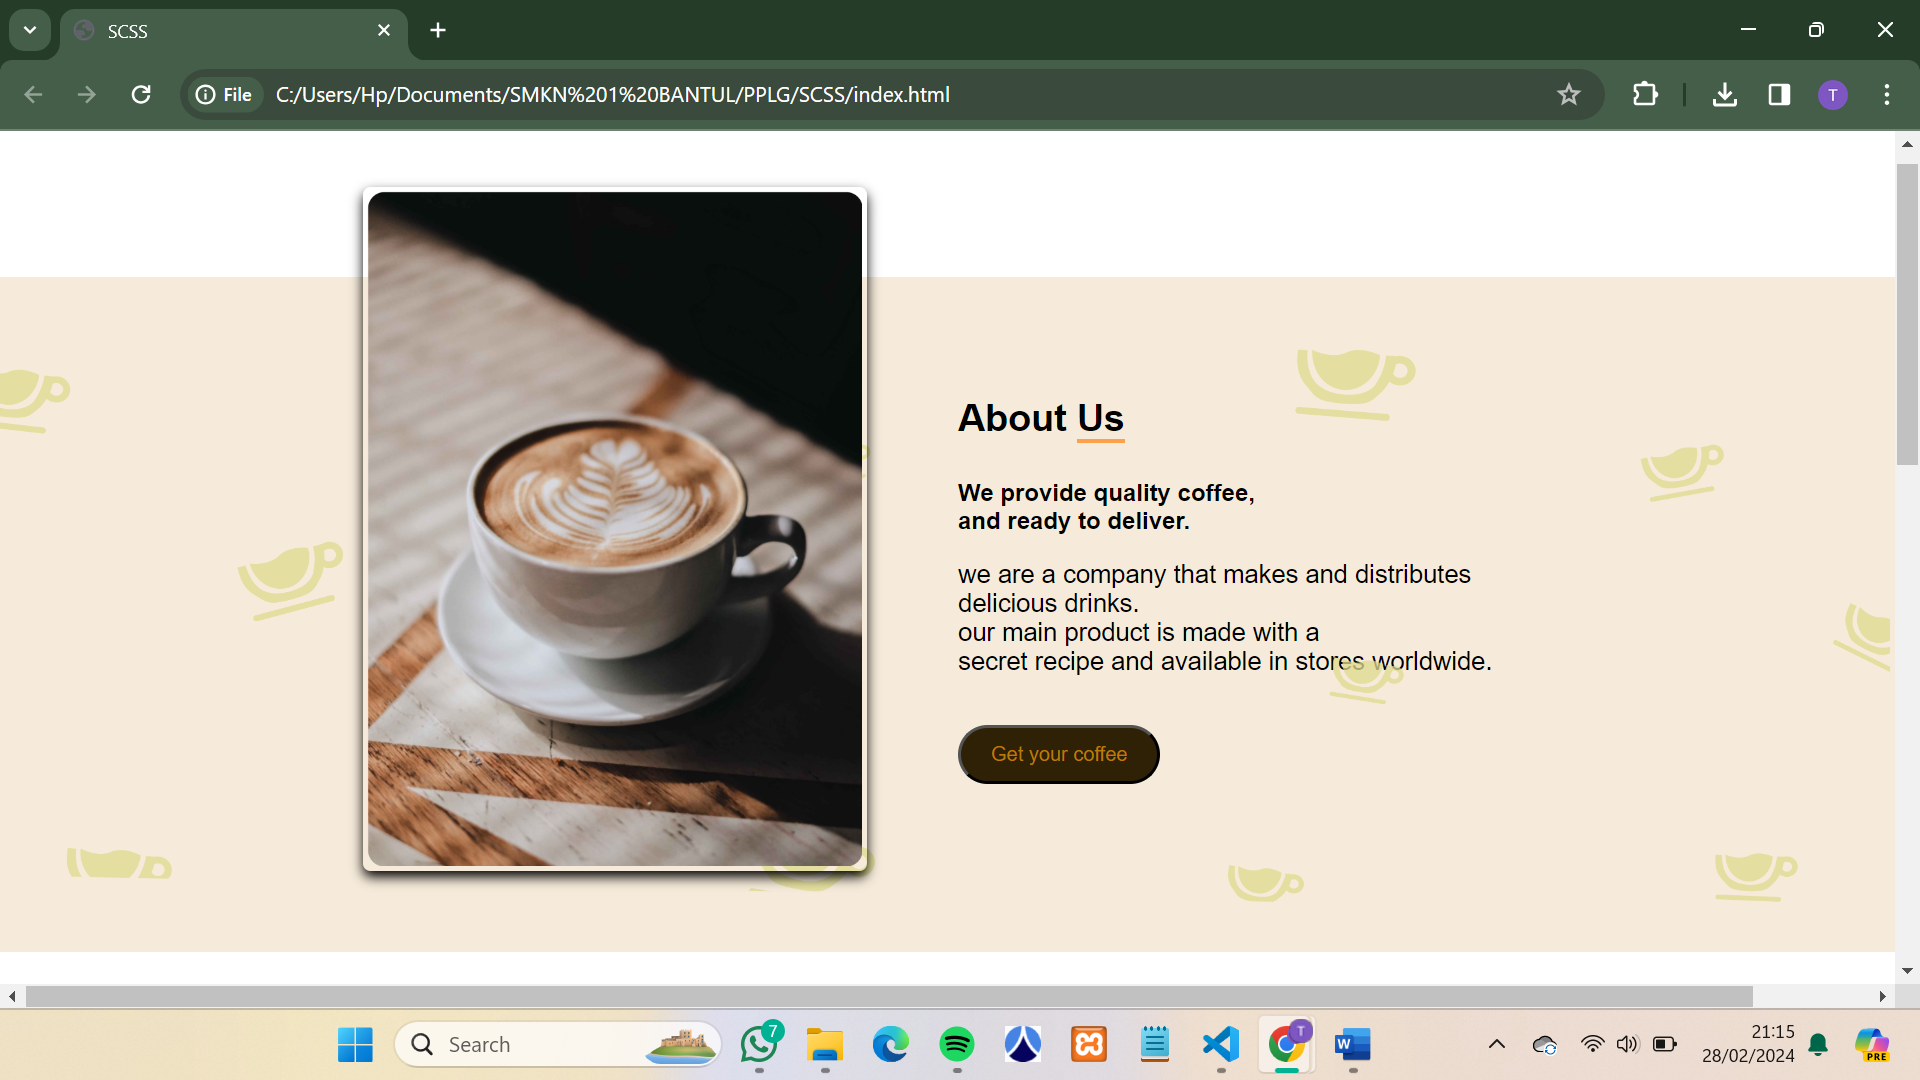 SCSS
File
C:/Users/Hp/Documents/SMKN%201%20BANTUL/PPLG/SCSS/index.html
T
About Us
We provide quality coffee,
and ready to deliver.
we are a company that makes and distributes
delicious drinks.
our main product is made with a
secret recipe and available in stores worldwide.
Get your coffee
Search
7
T
W
21:15
28/02/2024
PRE